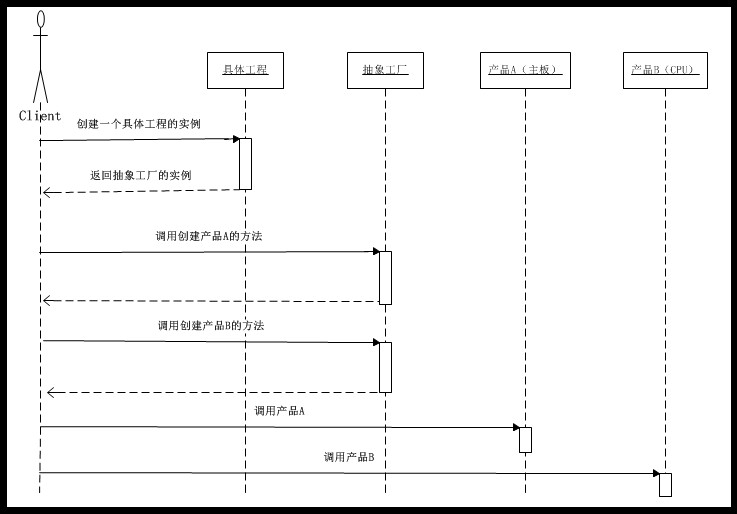 具体工程
抽象工厂
产品A（主板）
产品B（CPU）
Client
创建一个具体工程的实例
返回抽象工厂的实例
调用创建产品A的方法
调用创建产品B的方法
调用产品A
调用产品B